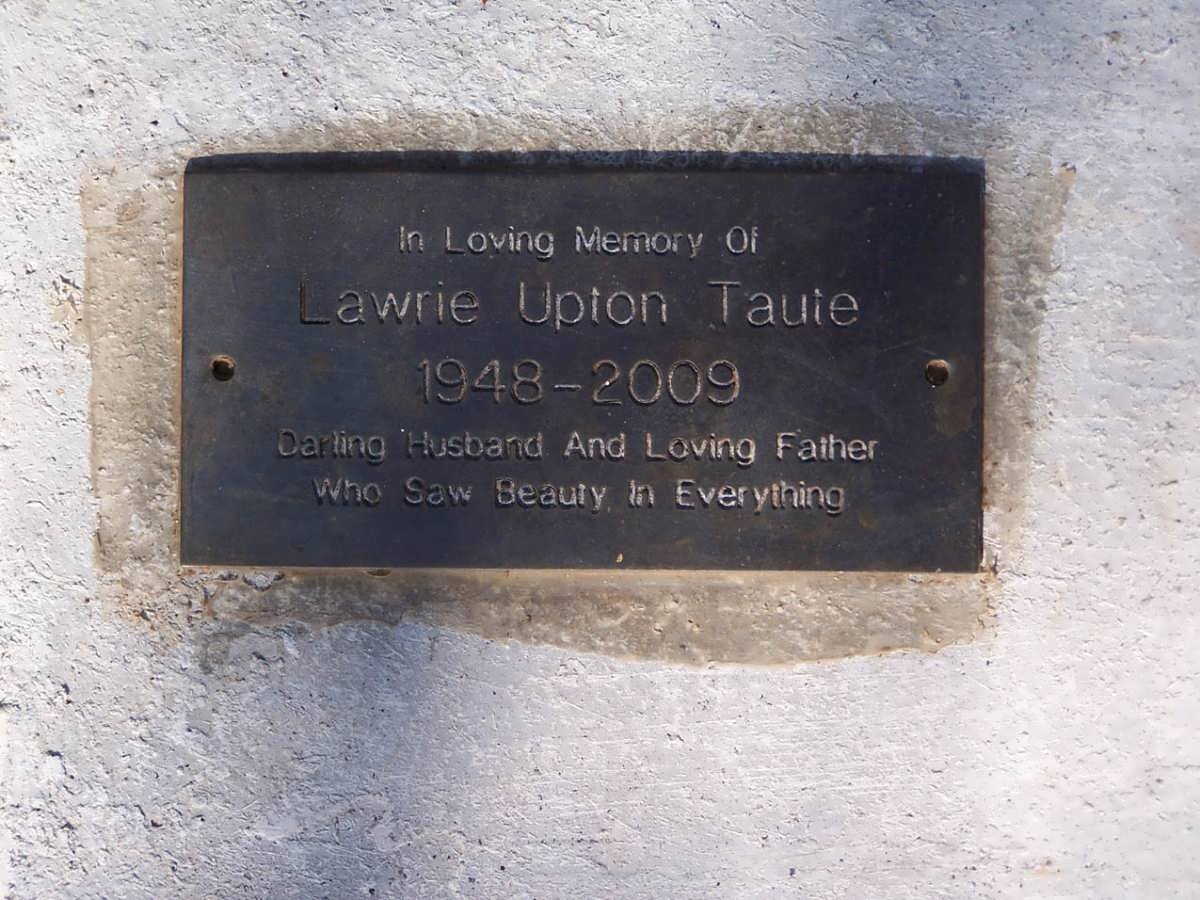 In Loving Memory Of
Lawrie Upton Taute
1948-2009
Darling Husband And Loving Father
Who Saw Beauty In Everything